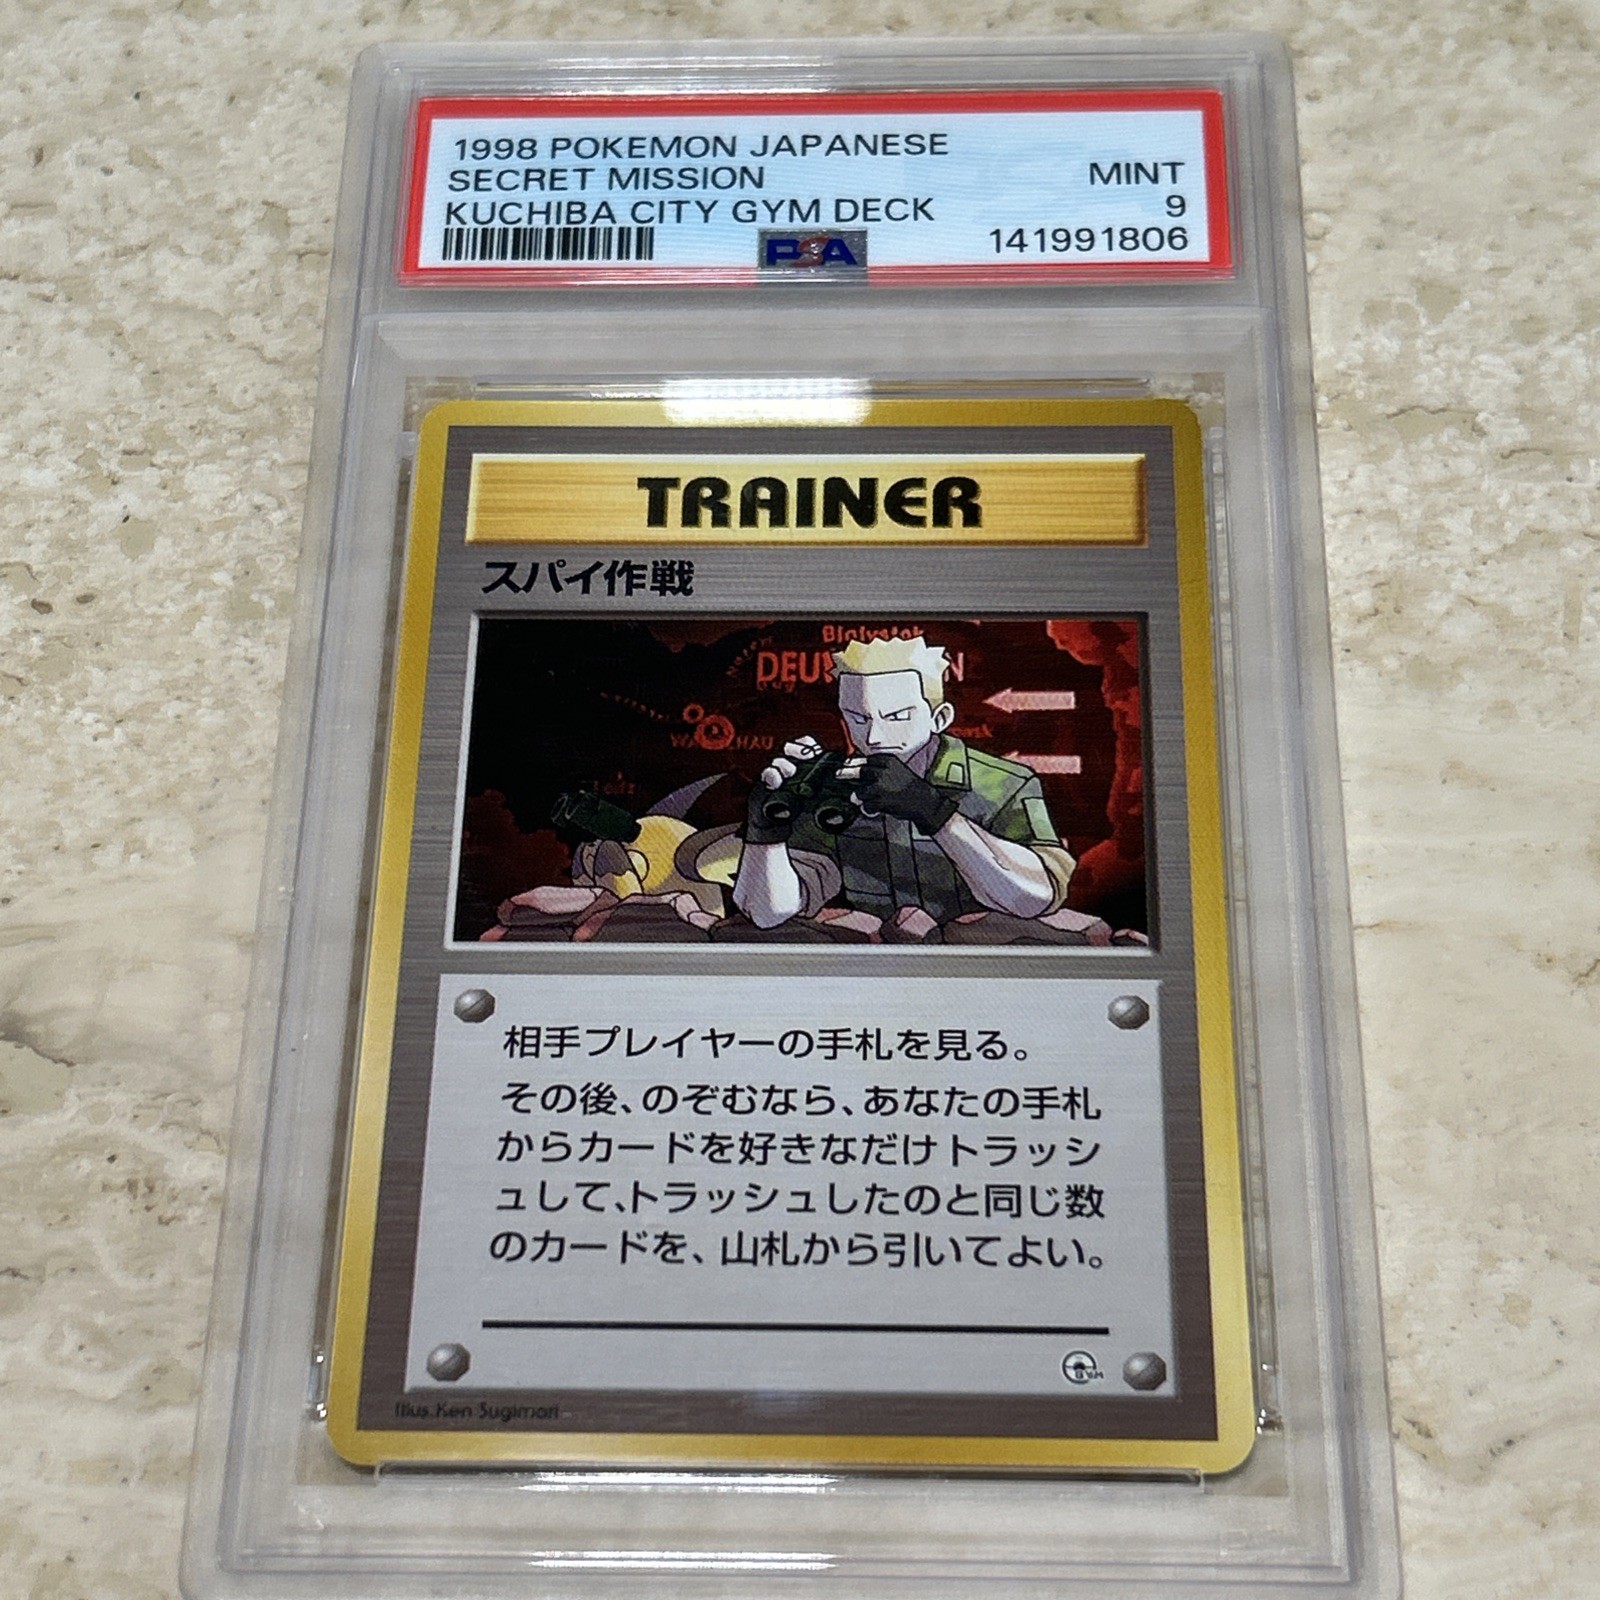 1998 POKEMON JAPANESE
SECRET MISSION
MINT
KUCHIBA CITY GYM DECK
9
PSA
141991806
TRAINER
スパイ作戦
Bialystok
DEU
N
相手プレイヤーの手札を見る。
その後、のぞむなら、あなたの手札
からカードを好きなだけトラッシ
ュして、トラッシュしたのと同じ数
のカードを、山札から引いてよい。
GYM
Illus.Ken Sugimori